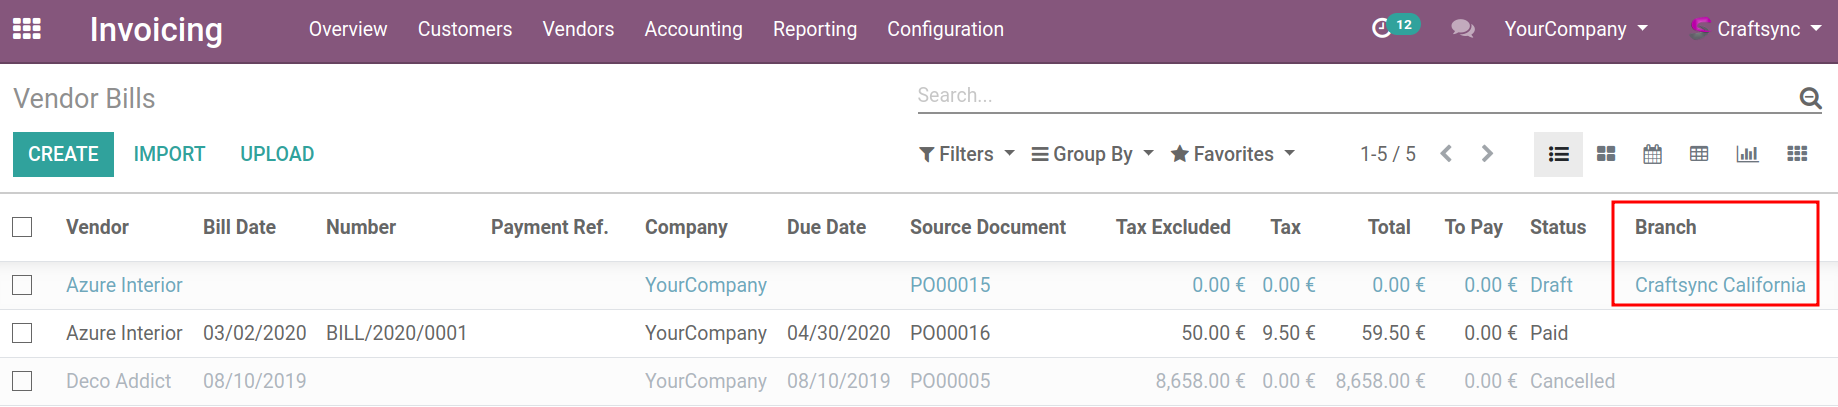 Invoicing Overview Customers Vendors Accounting Reporting Configuration 12 YourCompany Craftsync
Vendor Bills Search...
CREATE IMPORT UPLOAD Filters Group By Favorites 1-5 / 5
Vendor Bill Date Number Payment Ref. Company Due Date Source Document Tax Excluded Tax Total To Pay Status Branch
Azure Interior YourCompany PO00015 0.00 € 0.00 € 0.00 € 0.00 € Draft Craftsync California
Azure Interior 03/02/2020 BILL/2020/0001 YourCompany 04/30/2020 PO00016 50.00 € 9.50 € 59.50 € 0.00 € Paid
Deco Addict 08/10/2019 YourCompany 08/10/2019 PO00005 8,658.00 € 0.00 € 8,658.00 € 0.00 € Cancelled